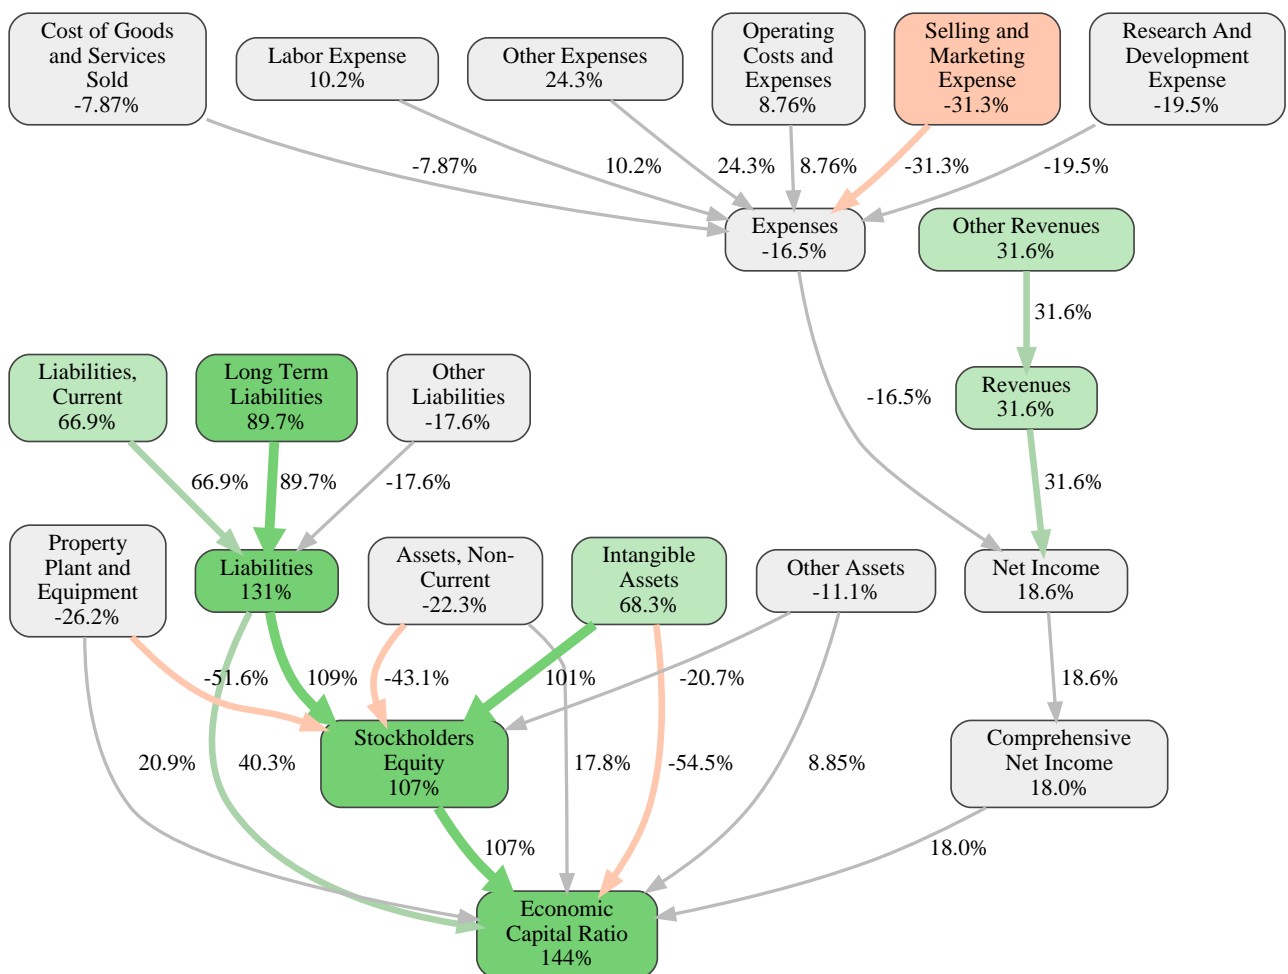 Cost of Goods
and Services
Sold
-7.87%
Labor Expense
10.2%
Other Expenses
24.3%
Operating
Costs and
Expenses
8.76%
Selling and
Marketing
Expense
-31.3%
Research And
Development
Expense
-19.5%
-7.87%
10.2%
24.3%
8.76%
-31.3%
-19.5%
Expenses
-16.5%
Other Revenues
31.6%
31.6%
Liabilities,
Current
66.9%
Long Term
Liabilities
89.7%
Other
Liabilities
-17.6%
-16.5%
Revenues
31.6%
66.9%
89.7%
-17.6%
31.6%
Property
Plant and
Equipment
-26.2%
Liabilities
131%
Assets, Non-
Current
-22.3%
Intangible
Assets
68.3%
Other Assets
-11.1%
Net Income
18.6%
-51.6%
109%
-43.1%
101%
-20.7%
18.6%
20.9%
40.3%
Stockholders
Equity
107%
17.8%
-54.5%
8.85%
Comprehensive
Net Income
18.0%
107%
18.0%
Economic
Capital Ratio
144%